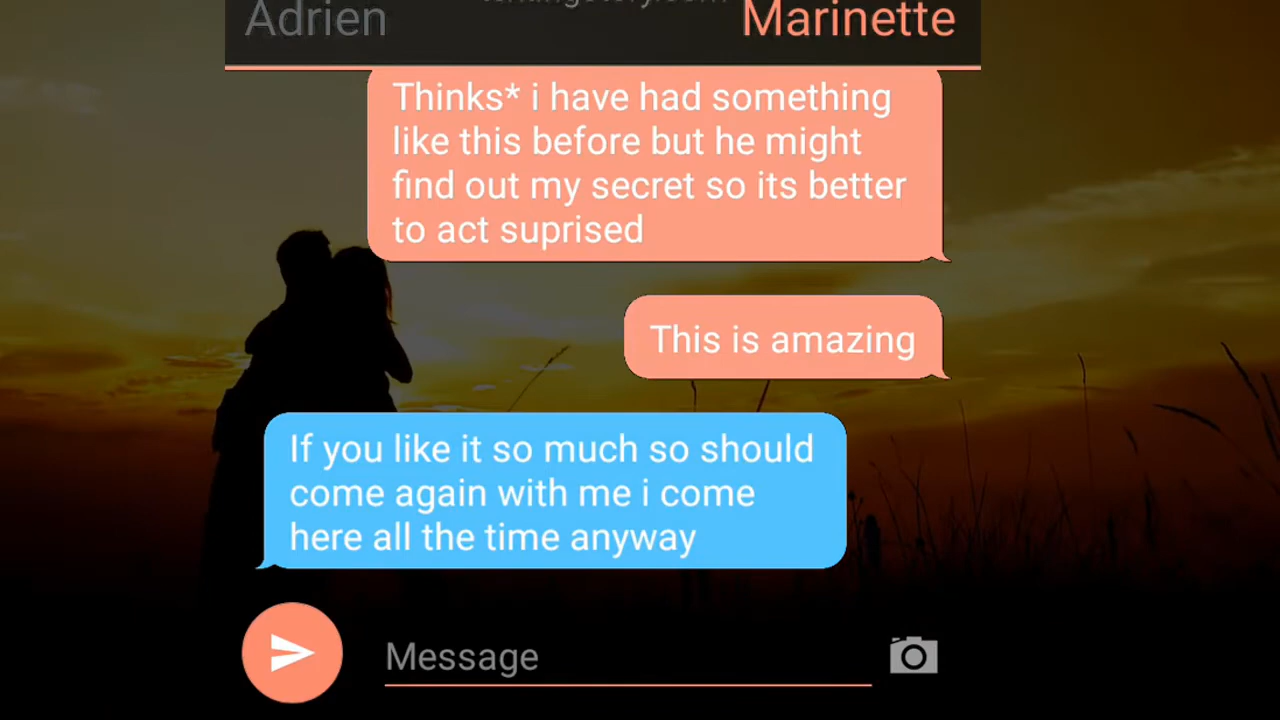 Adrien
Marinette
Thinks* i have had something
like this before but he might
find out my secret so its better
to act suprised
This is amazing
If you like it so much so should
come again with me i come
here all the time anyway
Message